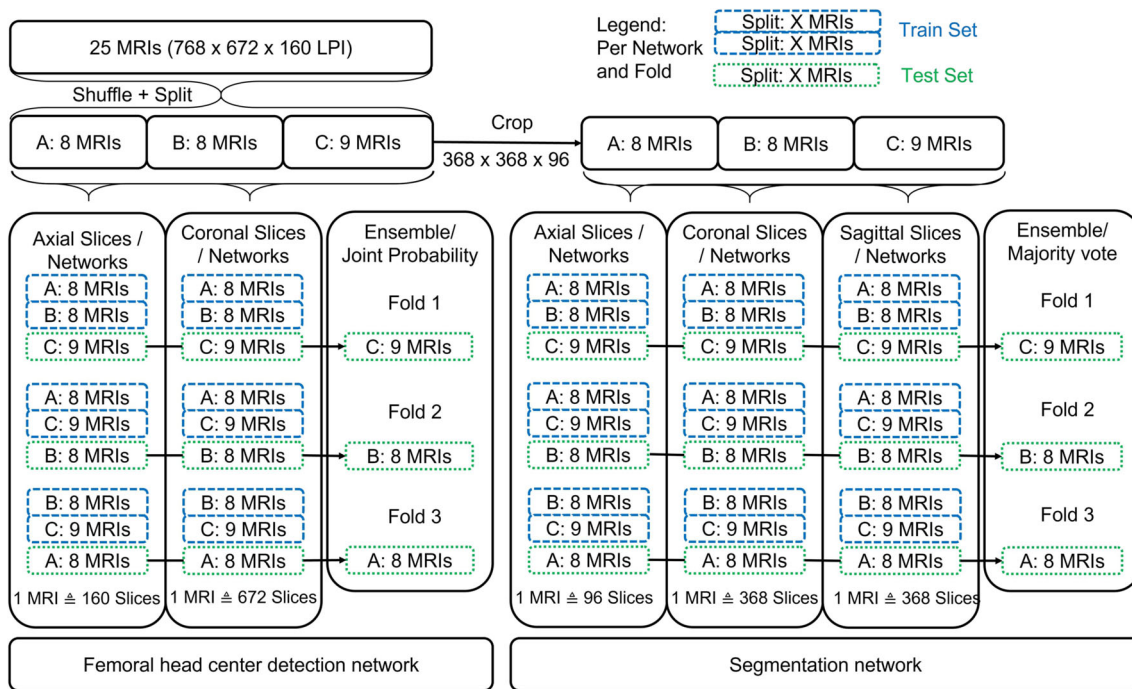 25 MRIs (768 x 672 x 160 LPI)
Legend:
Per Network
and Fold
Split: X MRIs
Split: X MRIs
Train Set
Split: X MRIs
Test Set
Shuffle + Split
A: 8 MRIs
B: 8 MRIs
C: 9 MRIs
Crop
368 x 368 x 96
A: 8 MRIs
B: 8 MRIs
C: 9 MRIs
Axial Slices /
Networks
A: 8 MRIs
B: 8 MRIs
C: 9 MRIs
A: 8 MRIs
C: 9 MRIs
B: 8 MRIs
B: 8 MRIs
C: 9 MRIs
A: 8 MRIs
1 MRI ≙ 160 Slices
Coronal Slices
/ Networks
A: 8 MRIs
B: 8 MRIs
C: 9 MRIs
A: 8 MRIs
C: 9 MRIs
B: 8 MRIs
B: 8 MRIs
C: 9 MRIs
A: 8 MRIs
1 MRI ≙ 672 Slices
Ensemble/
Joint Probability
Fold 1
C: 9 MRIs
Fold 2
B: 8 MRIs
Fold 3
A: 8 MRIs
Femoral head center detection network
Axial Slices /
Networks
A: 8 MRIs
B: 8 MRIs
C: 9 MRIs
A: 8 MRIs
C: 9 MRIs
B: 8 MRIs
B: 8 MRIs
C: 9 MRIs
A: 8 MRIs
1 MRI ≙ 96 Slices
Coronal Slices
/ Networks
A: 8 MRIs
B: 8 MRIs
C: 9 MRIs
A: 8 MRIs
C: 9 MRIs
B: 8 MRIs
B: 8 MRIs
C: 9 MRIs
A: 8 MRIs
1 MRI ≙ 368 Slices
Sagittal Slices
/ Networks
A: 8 MRIs
B: 8 MRIs
C: 9 MRIs
A: 8 MRIs
C: 9 MRIs
B: 8 MRIs
B: 8 MRIs
C: 9 MRIs
A: 8 MRIs
1 MRI ≙ 368 Slices
Ensemble/
Majority vote
Fold 1
C: 9 MRIs
Fold 2
B: 8 MRIs
Fold 3
A: 8 MRIs
Segmentation network